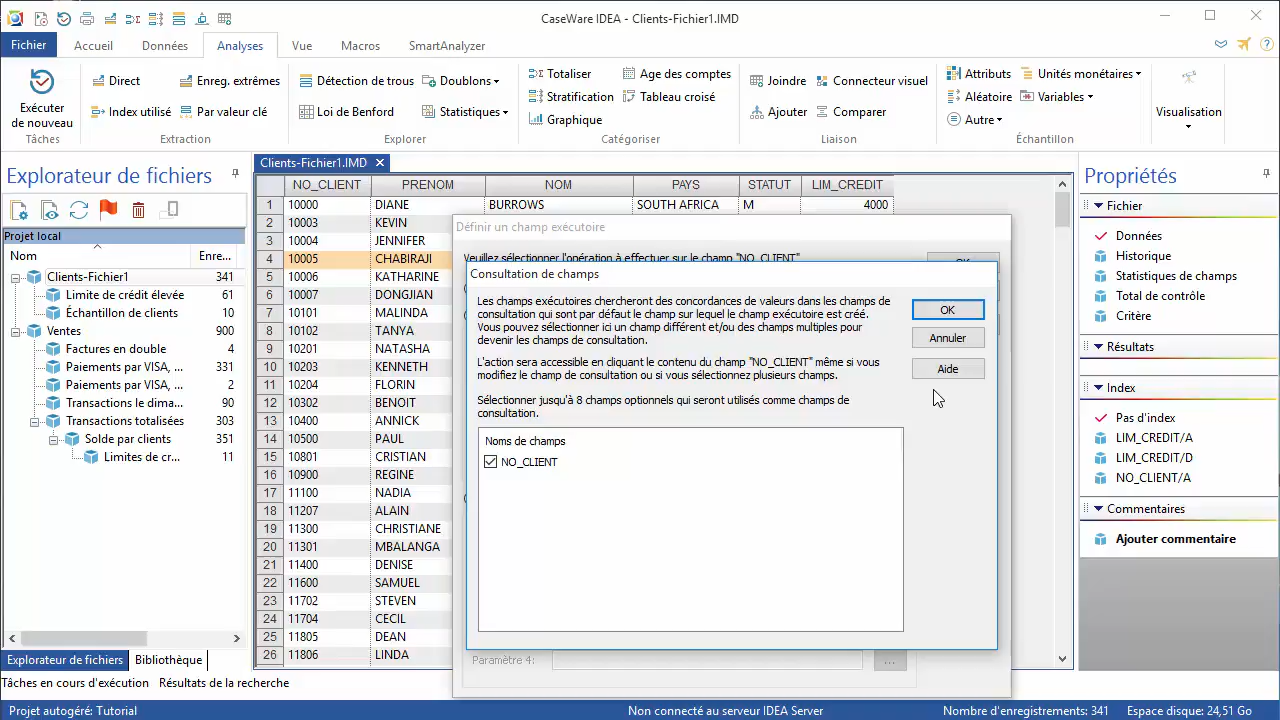 CaseWare IDEA - Clients-Fichier1.IMD
Fichier
Accueil
Données
Analyses
Vue
Macros
SmartAnalyzer
Exécuter de nouveau
Tâches
Direct
Enreg. extrêmes
Index utilisé
Par valeur clé
Extraction
Détection de trous
Doublons
Loi de Benford
Statistiques
Explorer
Totaliser
Age des comptes
Stratification
Tableau croisé
Graphique
Catégoriser
Joindre
Connecteur visuel
Ajouter
Comparer
Liaison
Attributs
Unités monétaires
Aléatoire
Variables
Autre
Échantillon
Visualisation
Explorateur de fichiers
Projet local
Nom Enre...
Clients-Fichier1 341
Limite de crédit élevée 61
Échantillon de clients 10
Ventes 900
Factures en double 4
Paiements par VISA, ... 331
Paiements par VISA, ... 2
Transactions le dima... 9
Transactions totalisées 303
Solde par clients 351
Limites de cr... 11
Explorateur de fichiers
Bibliothèque
Clients-Fichier1.IMD
NO_CLIENT PRENOM NOM PAYS STATUT LIM_CREDIT
1 10000 DIANE BURROWS SOUTH AFRICA M 4000
2 10003 KEVIN
3 10004 JENNIFER
4 10005 CHABIRAJI
5 10006 KATHARINE
6 10007 DONGJIAN
7 10101 MALINDA
8 10102 TANYA
9 10201 NATASHA
10 10203 KENNETH
11 10204 FLORIN
12 10302 BENOIT
13 10400 ANNICK
14 10500 PAUL
15 10801 CRISTIAN
16 10900 REGINE
17 11100 NADIA
18 11207 ALAIN
19 11300 CHRISTIANE
20 11301 MBALANGA
21 11400 DENISE
22 11600 SAMUEL
23 11702 STEVEN
24 11704 CECIL
25 11805 DEAN
26 11806 LINDA
Définir un champ exécutoire
Veuillez sélectionner l'opération à effectuer sur le champ "NO_CLIENT"
Consultation de champs
Les champs exécutoires chercheront des concordances de valeurs dans les champs de
consultation qui sont par défaut le champ sur lequel le champ exécutoire est créé.
Vous pouvez sélectionner ici un champ différent et/ou des champs multiples pour
devenir les champs de consultation.
L'action sera accessible en cliquant le contenu du champ "NO_CLIENT" même si vous
modifiez le champ de consultation ou si vous sélectionnez plusieurs champs.
Sélectionner jusqu'à 8 champs optionnels qui seront utilisés comme champs de
consultation.
OK
Annuler
Aide
Noms de champs
NO_CLIENT
Paramètre 4:
...
Propriétés
Fichier
Données
Historique
Statistiques de champs
Total de contrôle
Critère
Résultats
Index
Pas d'index
LIM_CREDIT/A
LIM_CREDIT/D
NO_CLIENT/A
Commentaires
Ajouter commentaire
Tâches en cours d'exécution
Résultats de la recherche
Projet autogéré: Tutorial
Non connecté au serveur IDEA Server
Nombre d'enregistrements: 341
Espace disque: 24,51 Go